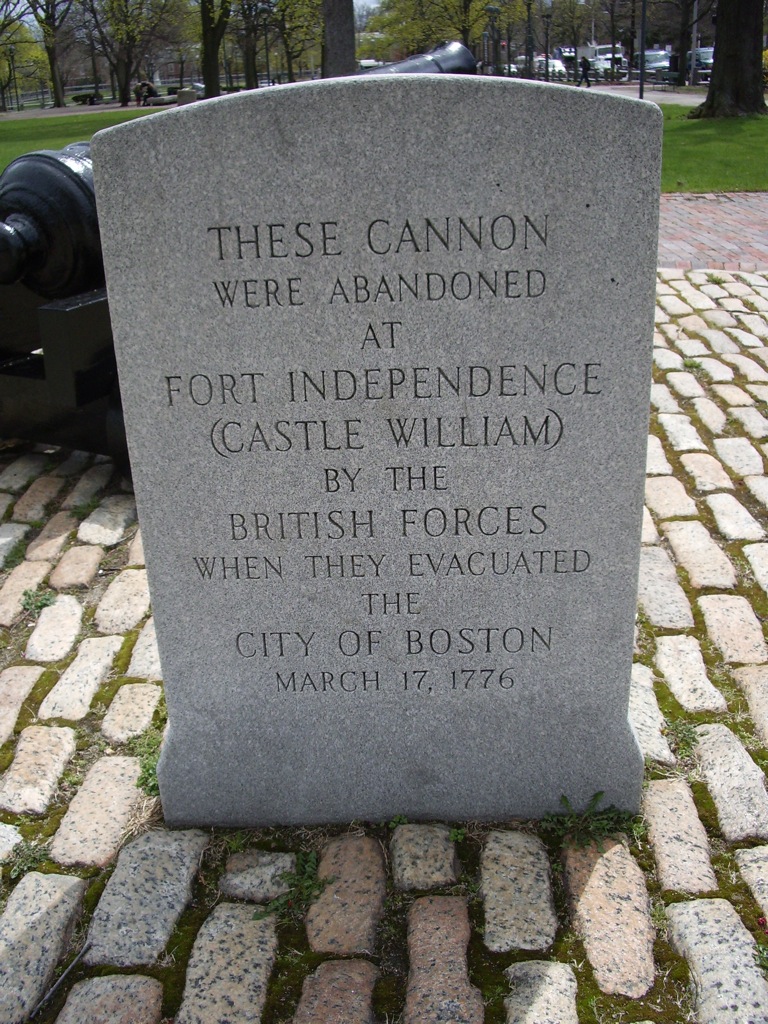 THESE CANNON
WERE ABANDONED
AT
FORT INDEPENDENCE
(CASTLE WILLIAM)
BY THE
BRITISH FORCES
WHEN THEY EVACUATED
THE
CITY OF BOSTON
MARCH 17, 1776